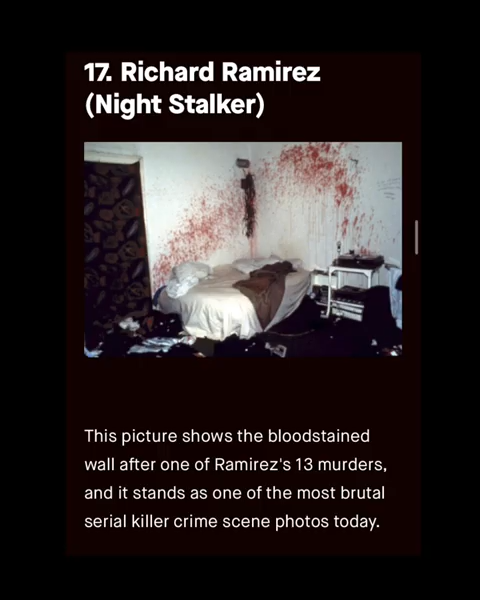 17. Richard Ramirez
(Night Stalker)
This picture shows the bloodstained
wall after one of Ramirez's 13 murders,
and it stands as one of the most brutal
serial killer crime scene photos today.